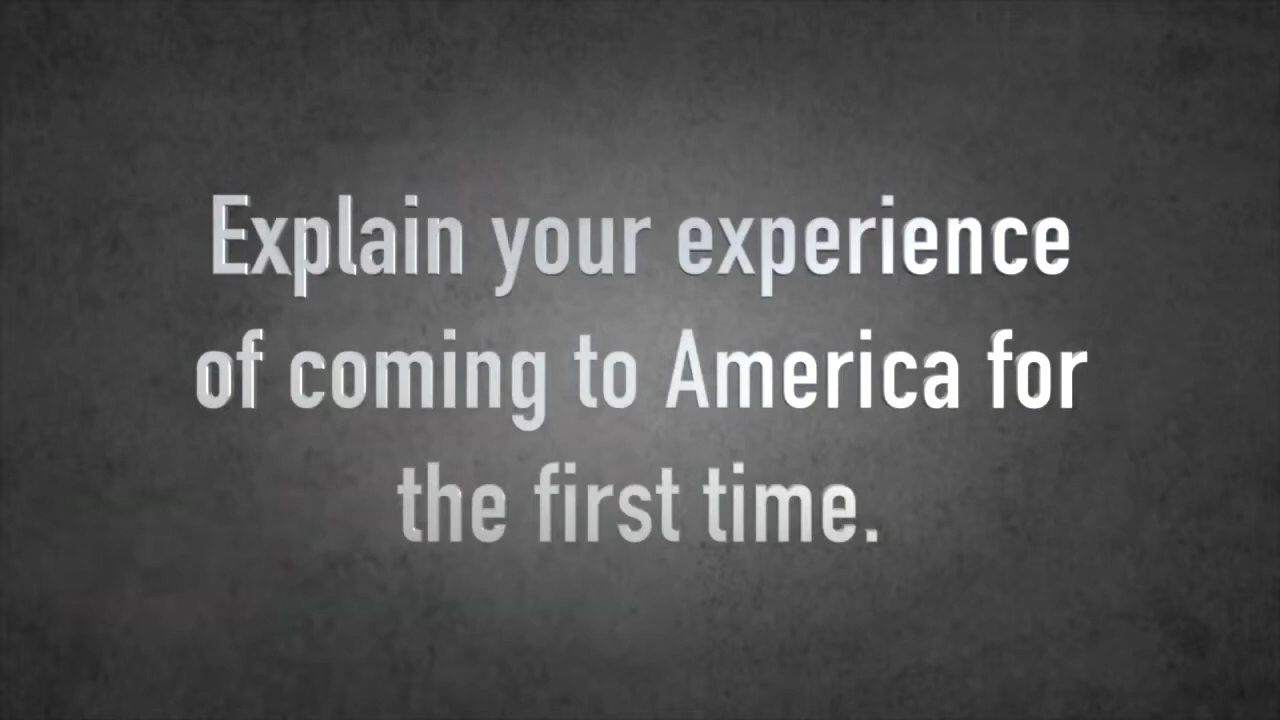 Explain your experience
of coming to America for
the first time.